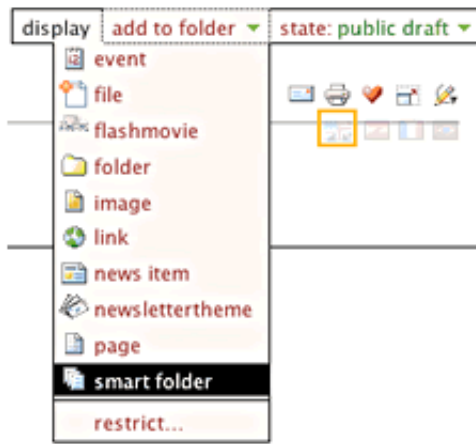 display add to folder state: public draft
event
file
flashmovie
folder
image
link
news item
newslettertheme
page
smart folder
restrict...